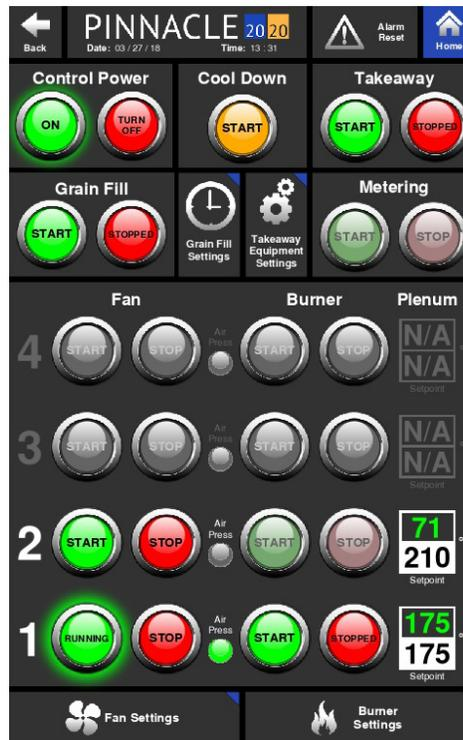 Back
PINNACLE 20 20
Date: 03 / 27 / 18 Time: 13 : 31
Alarm
Reset
Home
Control Power
ON
TURN
OFF
Cool Down
START
Takeaway
START
STOPPED
Grain Fill
START
STOPPED
Grain Fill
Settings
Takeaway
Equipment
Settings
Metering
START
STOP
Fan Burner Plenum
4
START
STOP
Air
Press
START
STOP
N/A
N/A
Setpoint
3
START
STOP
Air
Press
START
STOP
N/A
N/A
Setpoint
2
START
STOP
Air
Press
START
STOP
71
210
Setpoint
1
RUNNING
STOP
Air
Press
START
STOPPED
175
175
Setpoint
Fan Settings
Burner
Settings